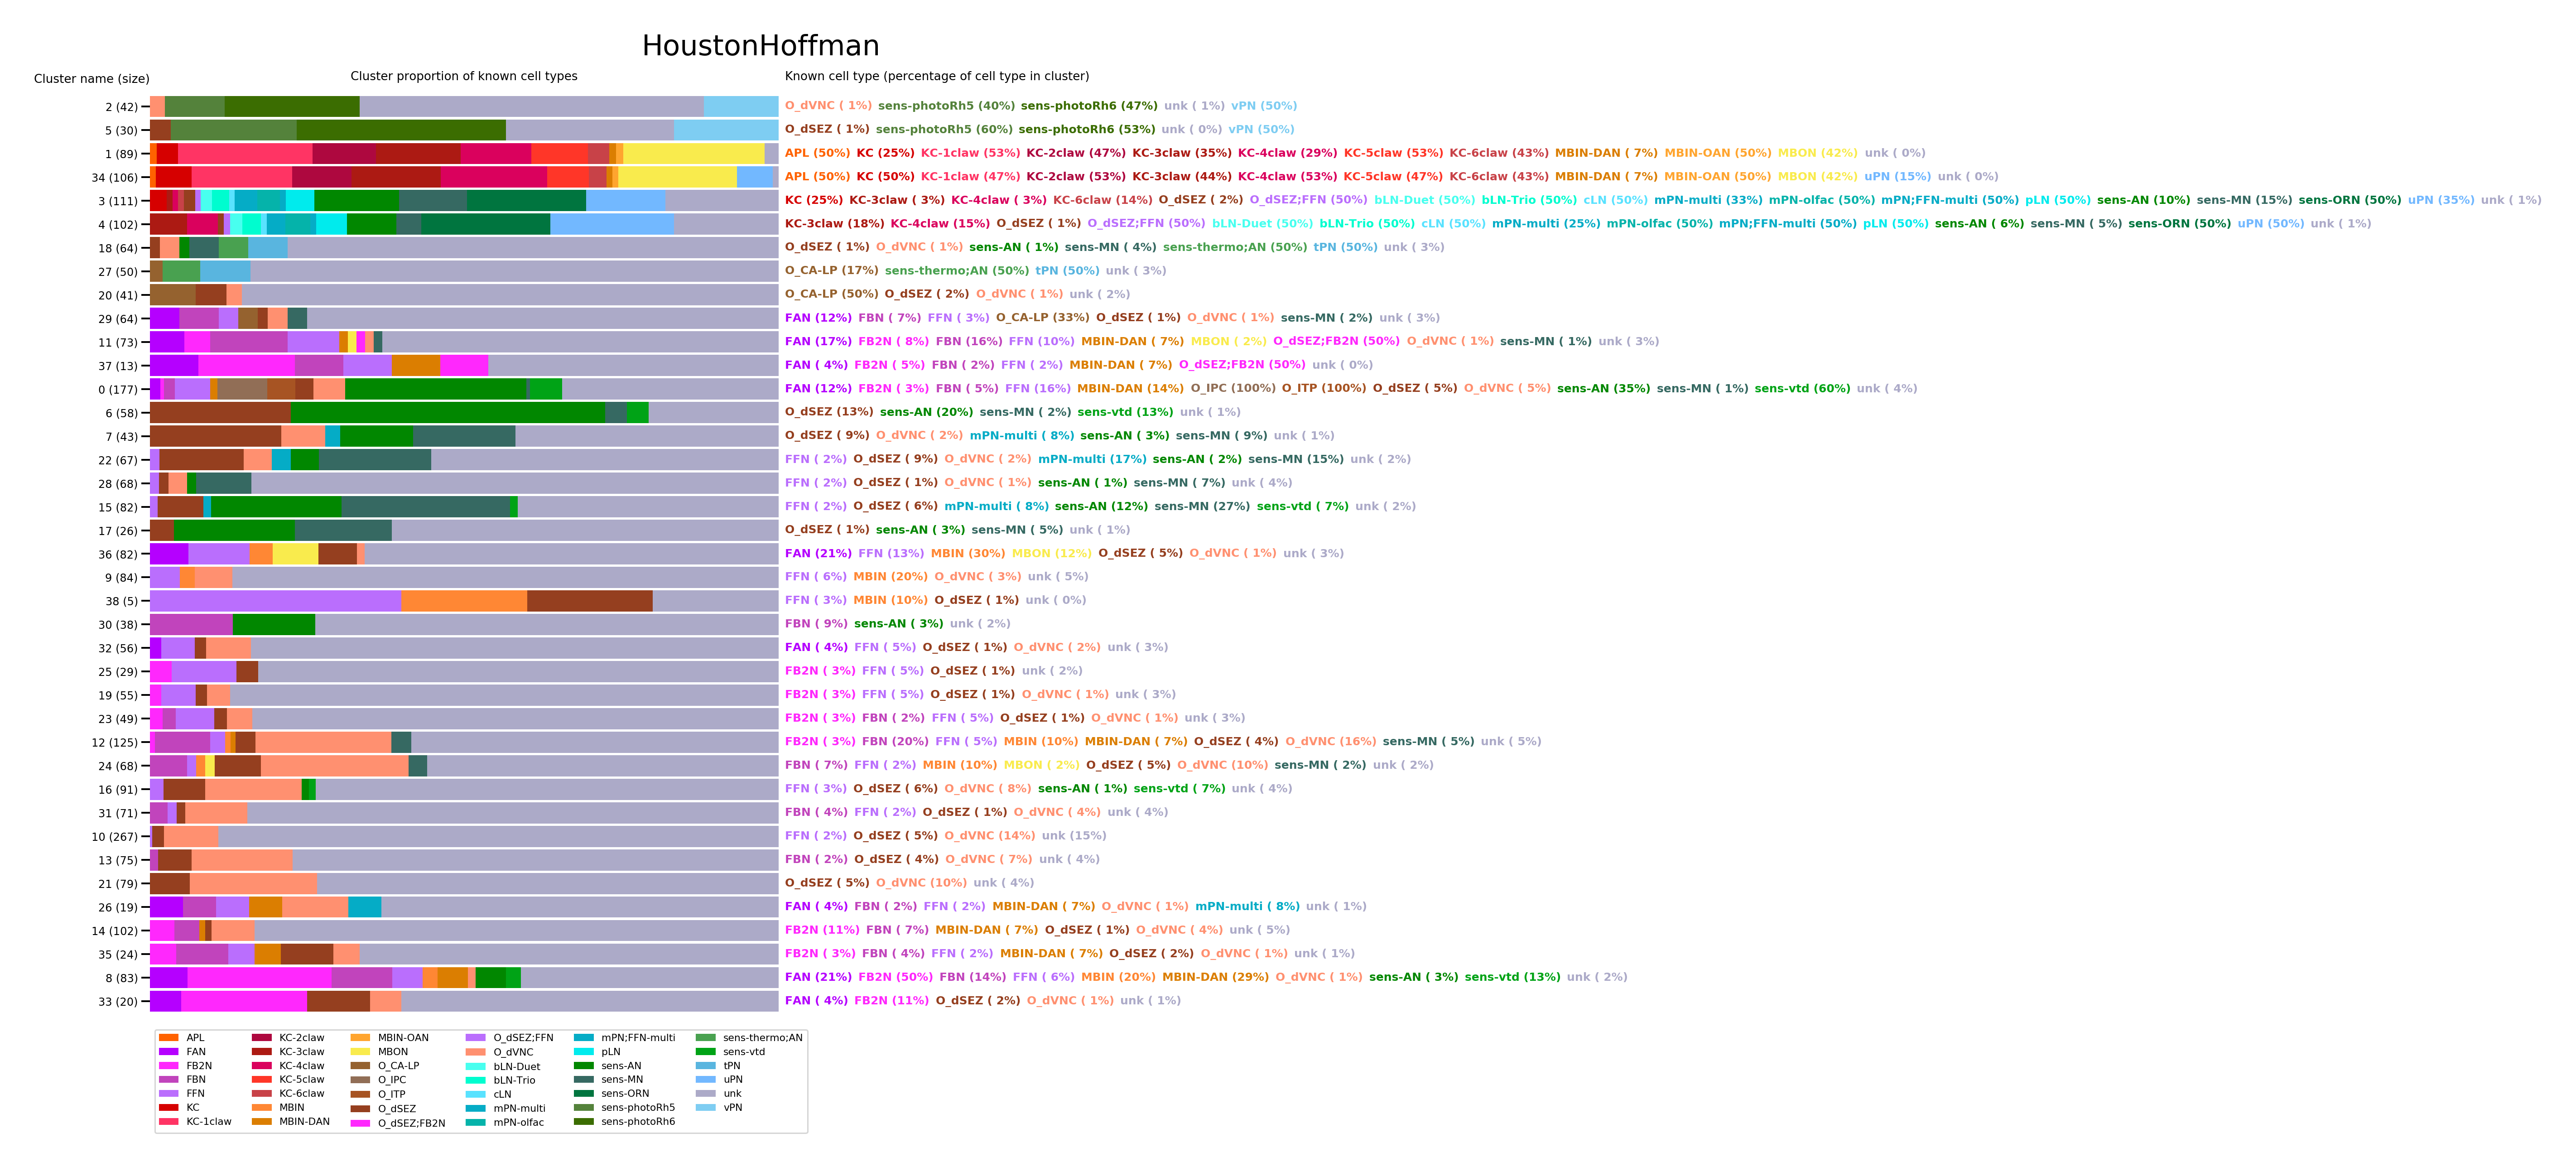 HoustonHoffman
Cluster name (size) Cluster proportion of known cell types Known cell type (percentage of cell type in cluster)
2 (42) O_dVNC ( 1%) sens-photoRh5 (40%) sens-photoRh6 (47%) unk ( 1%) vPN (50%)
5 (30) O_dSEZ ( 1%) sens-photoRh5 (60%) sens-photoRh6 (53%) unk ( 0%) vPN (50%)
1 (89) APL (50%) KC (25%) KC-1claw (53%) KC-2claw (47%) KC-3claw (35%) KC-4claw (29%) KC-5claw (53%) KC-6claw (43%) MBIN-DAN ( 7%) MBIN-OAN (50%) MBON (42%) unk ( 0%)
34 (106) APL (50%) KC (50%) KC-1claw (47%) KC-2claw (53%) KC-3claw (44%) KC-4claw (53%) KC-5claw (47%) KC-6claw (43%) MBIN-DAN ( 7%) MBIN-OAN (50%) MBON (42%) uPN (15%) unk ( 0%)
3 (111) KC (25%) KC-3claw ( 3%) KC-4claw ( 3%) KC-6claw (14%) O_dSEZ ( 2%) O_dSEZ;FFN (50%) bLN-Duet (50%) bLN-Trio (50%) cLN (50%) mPN-multi (33%) mPN-olfac (50%) mPN;FFN-multi (50%) pLN (50%) sens-AN (10%) sens-MN (15%) sens-ORN (50%) uPN (35%) unk ( 1%)
4 (102) KC-3claw (18%) KC-4claw (15%) O_dSEZ ( 1%) O_dSEZ;FFN (50%) bLN-Duet (50%) bLN-Trio (50%) cLN (50%) mPN-multi (25%) mPN-olfac (50%) mPN;FFN-multi (50%) pLN (50%) sens-AN ( 6%) sens-MN ( 5%) sens-ORN (50%) uPN (50%) unk ( 1%)
18 (64) O_dSEZ ( 1%) O_dVNC ( 1%) sens-AN ( 1%) sens-MN ( 4%) sens-thermo;AN (50%) tPN (50%) unk ( 3%)
27 (50) O_CA-LP (17%) sens-thermo;AN (50%) tPN (50%) unk ( 3%)
20 (41) O_CA-LP (50%) O_dSEZ ( 2%) O_dVNC ( 1%) unk ( 2%)
29 (64) FAN (12%) FBN ( 7%) FFN ( 3%) O_CA-LP (33%) O_dSEZ ( 1%) O_dVNC ( 1%) sens-MN ( 2%) unk ( 3%)
11 (73) FAN (17%) FB2N ( 8%) FBN (16%) FFN (10%) MBIN-DAN ( 7%) MBON ( 2%) O_dSEZ;FB2N (50%) O_dVNC ( 1%) sens-MN ( 1%) unk ( 3%)
37 (13) FAN ( 4%) FB2N ( 5%) FBN ( 2%) FFN ( 2%) MBIN-DAN ( 7%) O_dSEZ;FB2N (50%) unk ( 0%)
0 (177) FAN (12%) FB2N ( 3%) FBN ( 5%) FFN (16%) MBIN-DAN (14%) O_IPC (100%) O_ITP (100%) O_dSEZ ( 5%) O_dVNC ( 5%) sens-AN (35%) sens-MN ( 1%) sens-vtd (60%) unk ( 4%)
6 (58) O_dSEZ (13%) sens-AN (20%) sens-MN ( 2%) sens-vtd (13%) unk ( 1%)
7 (43) O_dSEZ ( 9%) O_dVNC ( 2%) mPN-multi ( 8%) sens-AN ( 3%) sens-MN ( 9%) unk ( 1%)
22 (67) FFN ( 2%) O_dSEZ ( 9%) O_dVNC ( 2%) mPN-multi (17%) sens-AN ( 2%) sens-MN (15%) unk ( 2%)
28 (68) FFN ( 2%) O_dSEZ ( 1%) O_dVNC ( 1%) sens-AN ( 1%) sens-MN ( 7%) unk ( 4%)
15 (82) FFN ( 2%) O_dSEZ ( 6%) mPN-multi ( 8%) sens-AN (12%) sens-MN (27%) sens-vtd ( 7%) unk ( 2%)
17 (26) O_dSEZ ( 1%) sens-AN ( 3%) sens-MN ( 5%) unk ( 1%)
36 (82) FAN (21%) FFN (13%) MBIN (30%) MBON (12%) O_dSEZ ( 5%) O_dVNC ( 1%) unk ( 3%)
9 (84) FFN ( 6%) MBIN (20%) O_dVNC ( 3%) unk ( 5%)
38 (5) FFN ( 3%) MBIN (10%) O_dSEZ ( 1%) unk ( 0%)
30 (38) FBN ( 9%) sens-AN ( 3%) unk ( 2%)
32 (56) FAN ( 4%) FFN ( 5%) O_dSEZ ( 1%) O_dVNC ( 2%) unk ( 3%)
25 (29) FB2N ( 3%) FFN ( 5%) O_dSEZ ( 1%) unk ( 2%)
19 (55) FB2N ( 3%) FFN ( 5%) O_dSEZ ( 1%) O_dVNC ( 1%) unk ( 3%)
23 (49) FB2N ( 3%) FBN ( 2%) FFN ( 5%) O_dSEZ ( 1%) O_dVNC ( 1%) unk ( 3%)
12 (125) FB2N ( 3%) FBN (20%) FFN ( 5%) MBIN (10%) MBIN-DAN ( 7%) O_dSEZ ( 4%) O_dVNC (16%) sens-MN ( 5%) unk ( 5%)
24 (68) FBN ( 7%) FFN ( 2%) MBIN (10%) MBON ( 2%) O_dSEZ ( 5%) O_dVNC (10%) sens-MN ( 2%) unk ( 2%)
16 (91) FFN ( 3%) O_dSEZ ( 6%) O_dVNC ( 8%) sens-AN ( 1%) sens-vtd ( 7%) unk ( 4%)
31 (71) FBN ( 4%) FFN ( 2%) O_dSEZ ( 1%) O_dVNC ( 4%) unk ( 4%)
10 (267) FFN ( 2%) O_dSEZ ( 5%) O_dVNC (14%) unk (15%)
13 (75) FBN ( 2%) O_dSEZ ( 4%) O_dVNC ( 7%) unk ( 4%)
21 (79) O_dSEZ ( 5%) O_dVNC (10%) unk ( 4%)
26 (19) FAN ( 4%) FBN ( 2%) FFN ( 2%) MBIN-DAN ( 7%) O_dVNC ( 1%) mPN-multi ( 8%) unk ( 1%)
14 (102) FB2N (11%) FBN ( 7%) MBIN-DAN ( 7%) O_dSEZ ( 1%) O_dVNC ( 4%) unk ( 5%)
35 (24) FB2N ( 3%) FBN ( 4%) FFN ( 2%) MBIN-DAN ( 7%) O_dSEZ ( 2%) O_dVNC ( 1%) unk ( 1%)
8 (83) FAN (21%) FB2N (50%) FBN (14%) FFN ( 6%) MBIN (20%) MBIN-DAN (29%) O_dVNC ( 1%) sens-AN ( 3%) sens-vtd (13%) unk ( 2%)
33 (20) FAN ( 4%) FB2N (11%) O_dSEZ ( 2%) O_dVNC ( 1%) unk ( 1%)
APL KC-2claw MBIN-OAN O_dSEZ;FFN mPN;FFN-multi sens-thermo;AN
FAN KC-3claw MBON O_dVNC pLN sens-vtd
FB2N KC-4claw O_CA-LP bLN-Duet sens-AN tPN
FBN KC-5claw O_IPC bLN-Trio sens-MN uPN
FFN KC-6claw O_ITP cLN sens-ORN unk
KC MBIN O_dSEZ mPN-multi sens-photoRh5 vPN
KC-1claw MBIN-DAN O_dSEZ;FB2N mPN-olfac sens-photoRh6